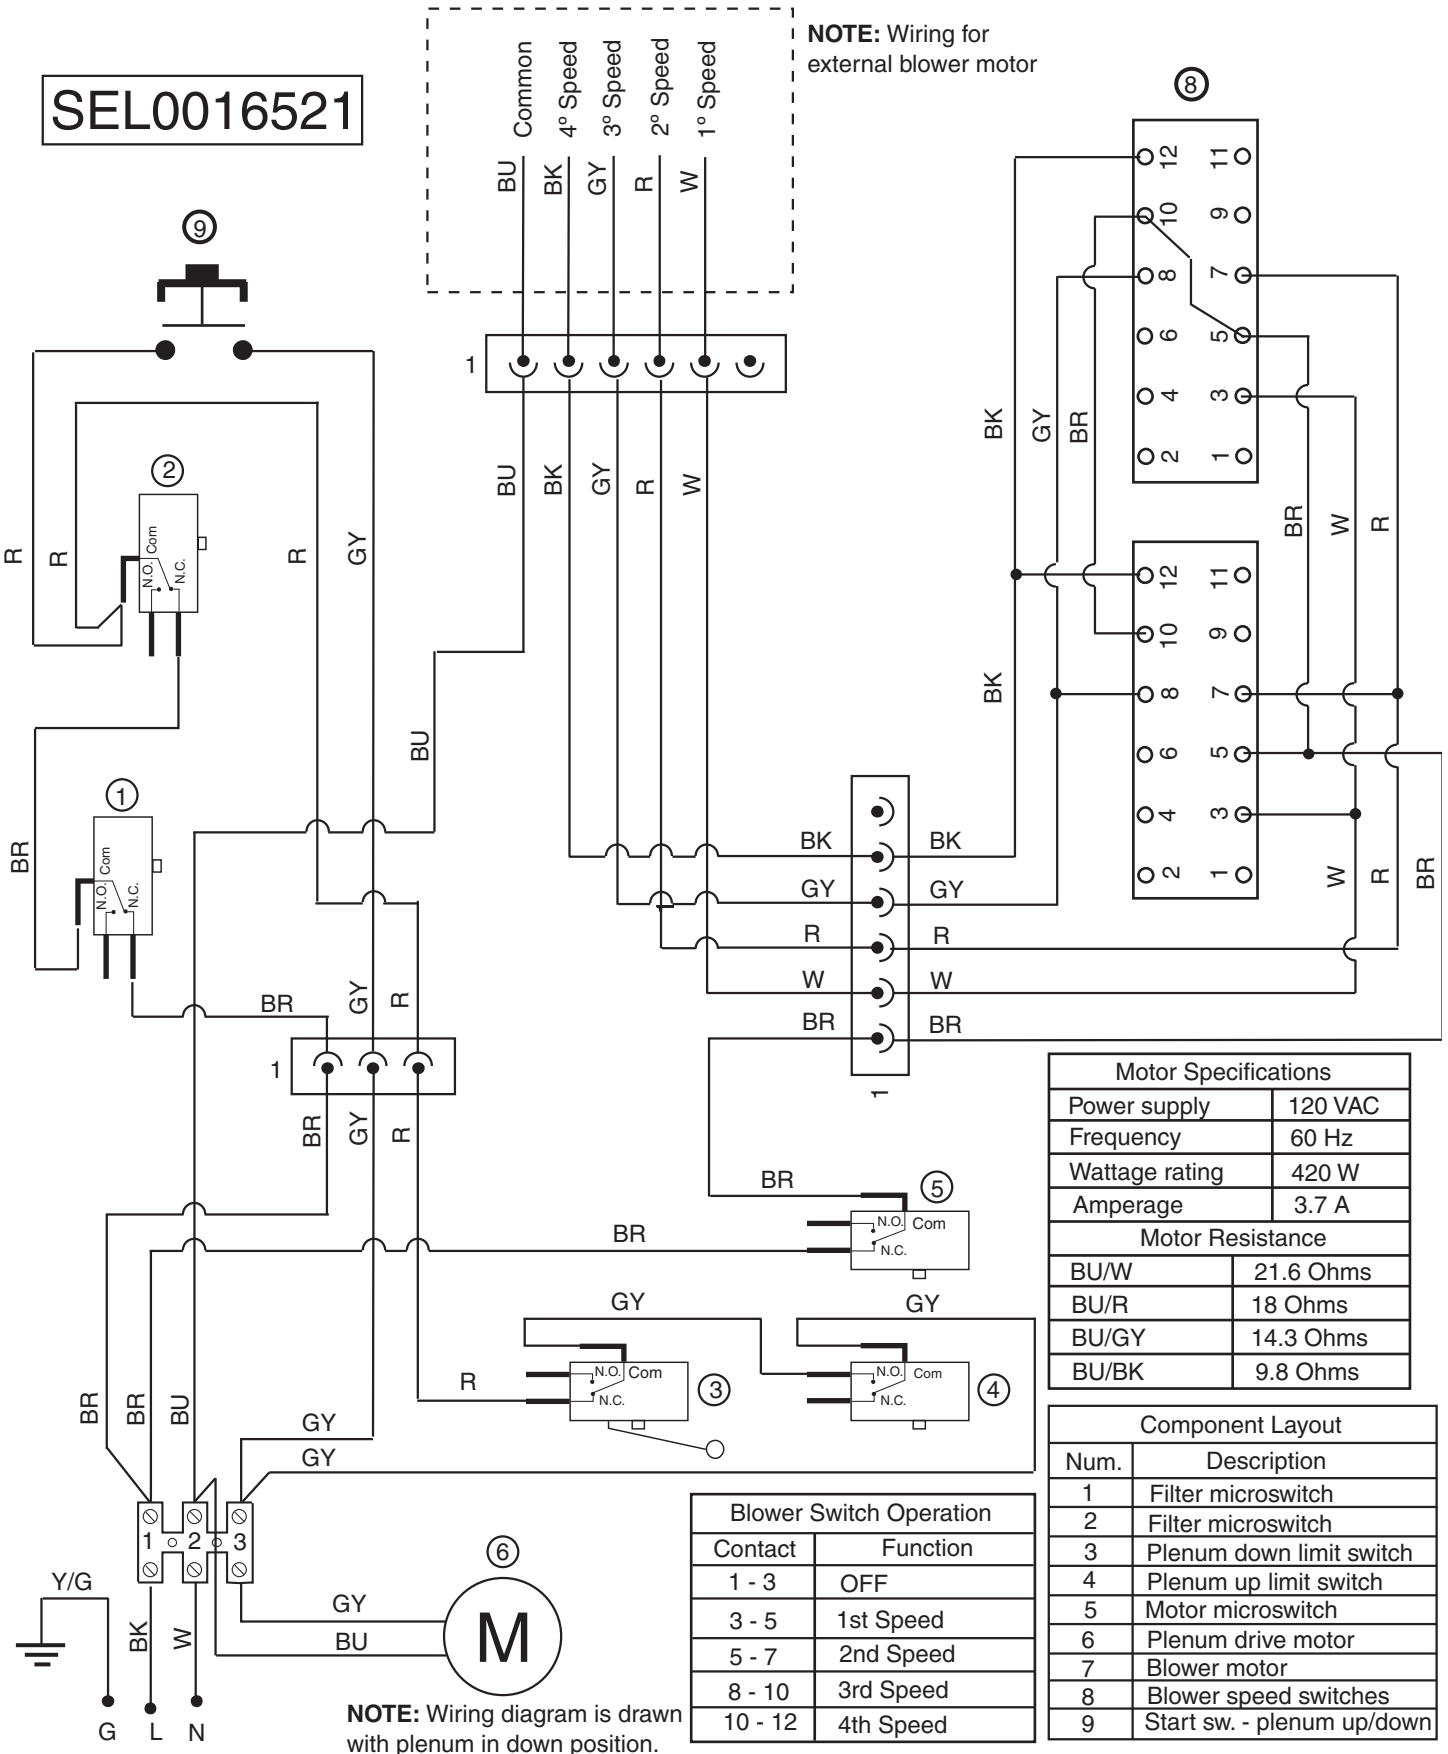 NOTE: Wiring for
external blower motor
SEL0016521
Common
4º Speed
3º Speed
2º Speed
1º Speed
BU
BK
GY
R
W
9
1
BU
BK
GY
R
W
8
12
11
10
9
8
7
6
5
4
3
2
1
BK
GY
BR
BR
W
R
12
11
10
9
8
7
6
5
4
3
2
1
BK
W
R
BR
2
Com
N.O.
N.C.
R
R
R
GY
BU
1
Com
N.O.
N.C.
BR
BR
GY
R
1
BR
GY
R
BK
BK
GY
GY
R
R
W
W
BR
BR
1
BR
5
N.O.
Com
N.C.
BR
GY
GY
R
N.O.
Com
N.C.
3
N.O.
Com
N.C.
4
BR
BR
BU
GY
GY
1
2
3
Y/G
BK
W
G
L
N
GY
BU
6
M
NOTE: Wiring diagram is drawn
with plenum in down position.
Motor Specifications
Power supply 120 VAC
Frequency 60 Hz
Wattage rating 420 W
Amperage 3.7 A
Motor Resistance
BU/W 21.6 Ohms
BU/R 18 Ohms
BU/GY 14.3 Ohms
BU/BK 9.8 Ohms
Blower Switch Operation
Contact Function
1 - 3 OFF
3 - 5 1st Speed
5 - 7 2nd Speed
8 - 10 3rd Speed
10 - 12 4th Speed
Component Layout
Num. Description
1 Filter microswitch
2 Filter microswitch
3 Plenum down limit switch
4 Plenum up limit switch
5 Motor microswitch
6 Plenum drive motor
7 Blower motor
8 Blower speed switches
9 Start sw. - plenum up/down